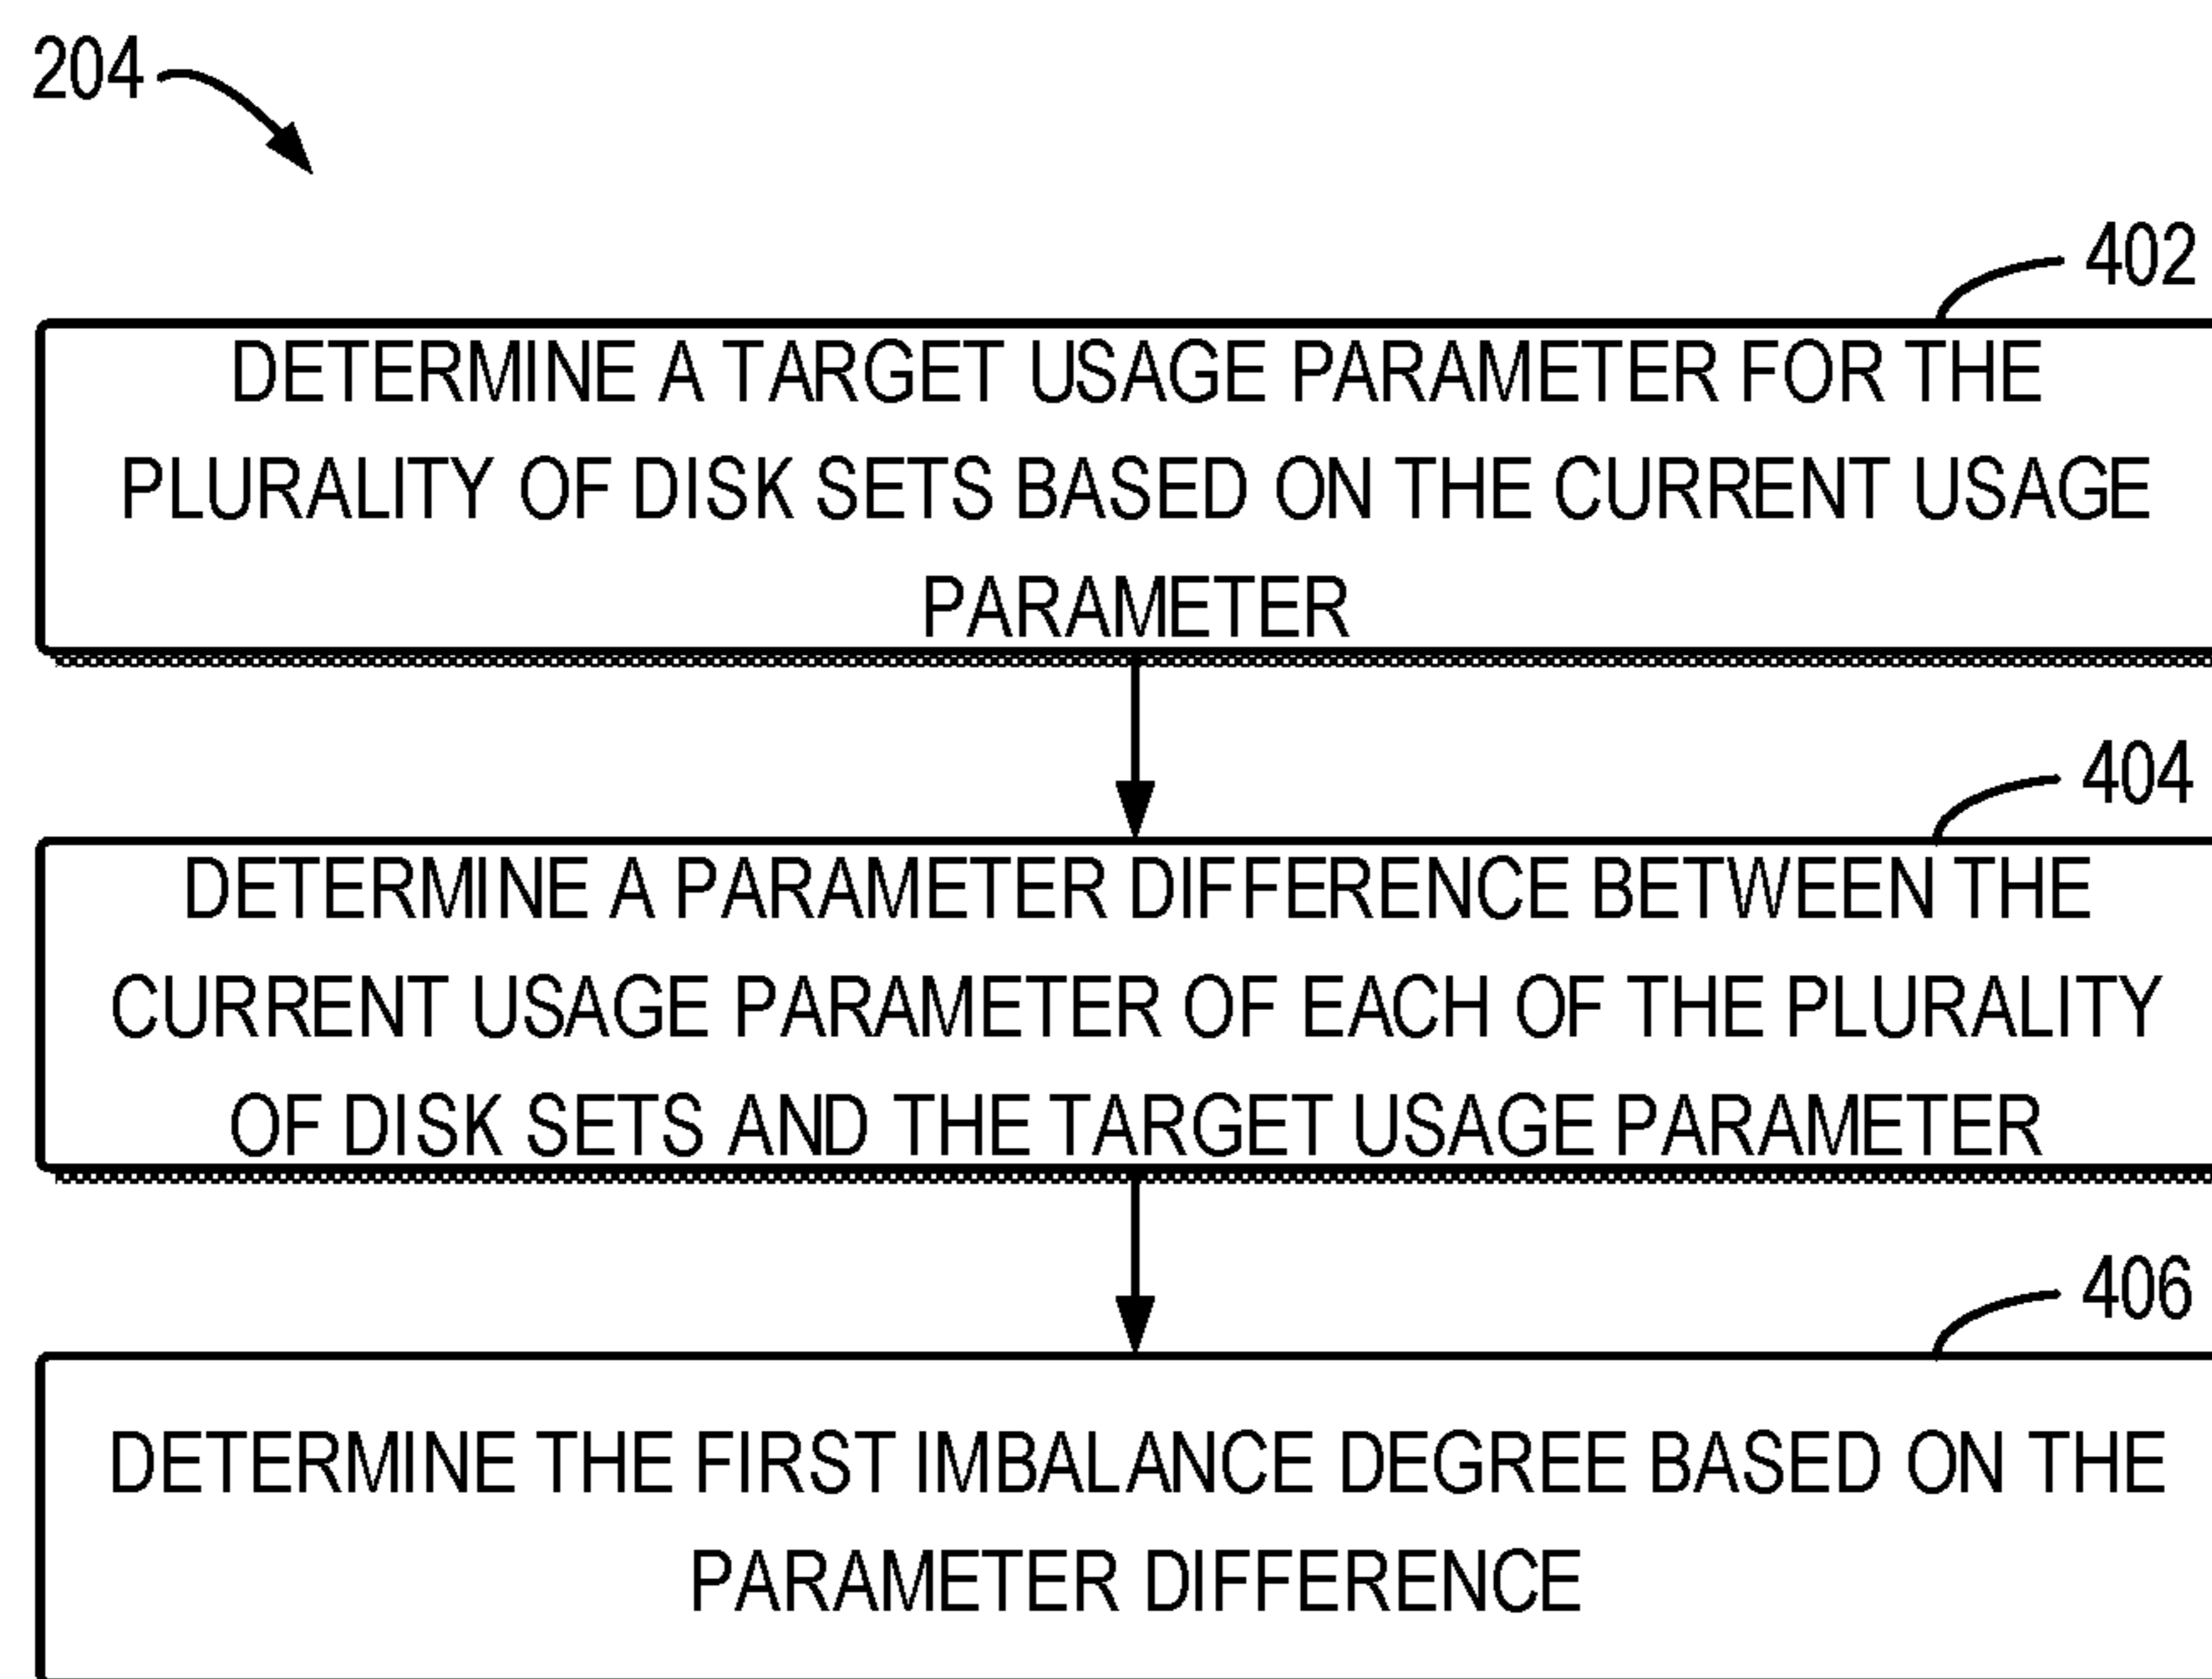 204
402
DETERMINE A TARGET USAGE PARAMETER FOR THE
PLURALITY OF DISK SETS BASED ON THE CURRENT USAGE
PARAMETER
404
DETERMINE A PARAMETER DIFFERENCE BETWEEN THE
CURRENT USAGE PARAMETER OF EACH OF THE PLURALITY
OF DISK SETS AND THE TARGET USAGE PARAMETER
406
DETERMINE THE FIRST IMBALANCE DEGREE BASED ON THE
PARAMETER DIFFERENCE